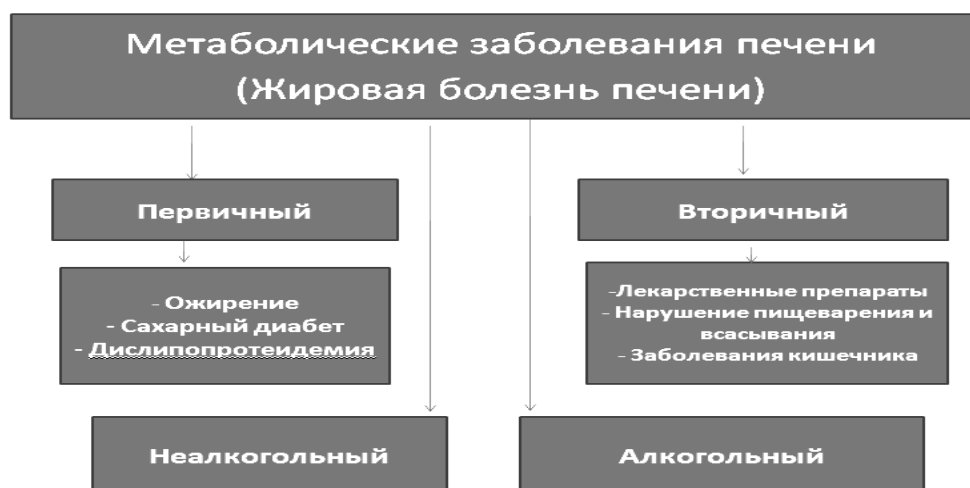 Метаболические заболевания печени
(Жировая болезнь печени)
Первичный
Вторичный
- Ожирение
- Сахарный диабет
- Дислипопротеидемия
-Лекарственные препараты
- Нарушение пищеварения и
всасывания
- Заболевания кишечника
Неалкогольный
Алкогольный